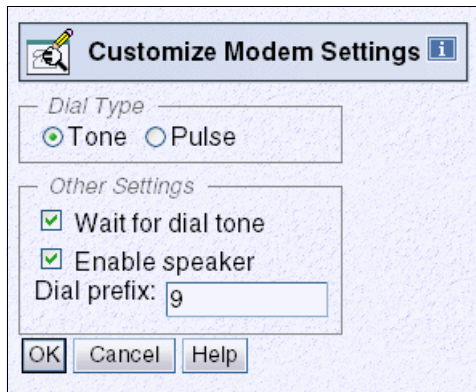 Customize Modem Settings i
Dial Type
Tone Pulse
Other Settings
Wait for dial tone
Enable speaker
Dial prefix: 9
OK Cancel Help